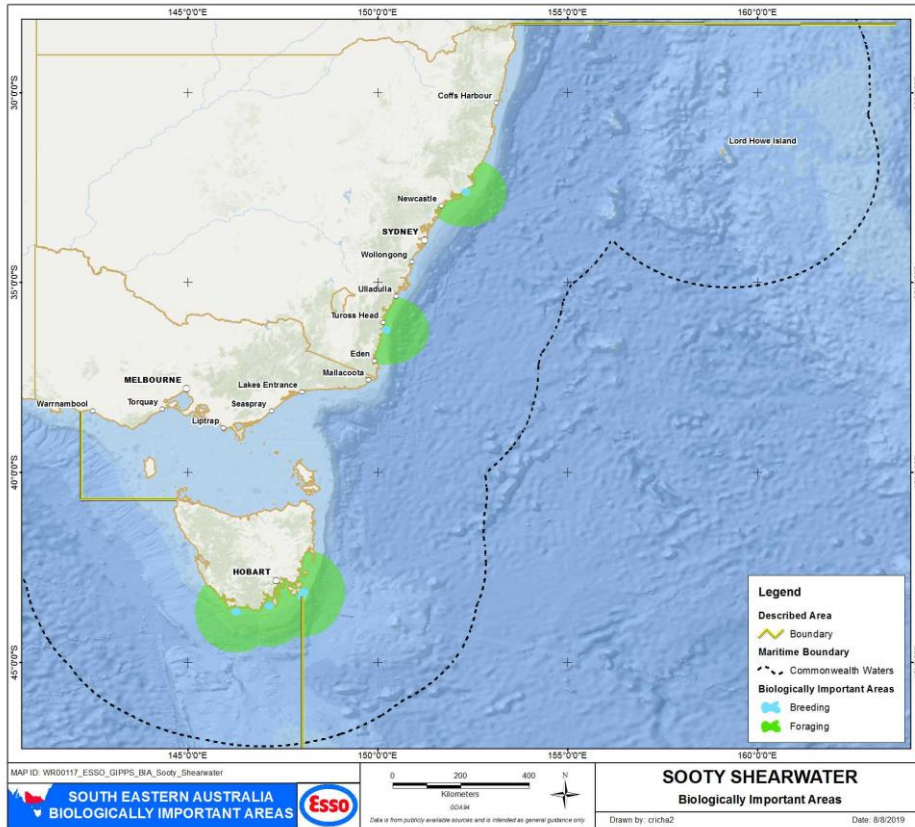 145°0'0"E 150°0'0"E 155°0'0"E 160°0'0"E
30°0'0"S
Coffs Harbour
Lord Howe Island
Newcastle
SYDNEY
Wollongong
35°0'0"S
Ulladulla
Tuross Head
Eden
Mallacoota
MELBOURNE
Lakes Entrance
Warrnambool
Torquay
Seaspray
Liptrap
40°0'0"S
HOBART
45°0'0"S
Legend
Described Area
Boundary
Maritime Boundary
Commonwealth Waters
Biologically Important Areas
Breeding
Foraging
145°0'0"E 150°0'0"E 155°0'0"E 160°0'0"E
MAP ID: WR00117_ESSO_GIPPS_BIA_Sooty_Shearwater
SOUTH EASTERN AUSTRALIA
BIOLOGICALLY IMPORTANT AREAS
Esso
0 200 400
Kilometers
GDA94
N
Data is from publicly available sources and is intended as general guidance only
SOOTY SHEARWATER
Biologically Important Areas
Drawn by: cricha2 Date: 8/8/2019